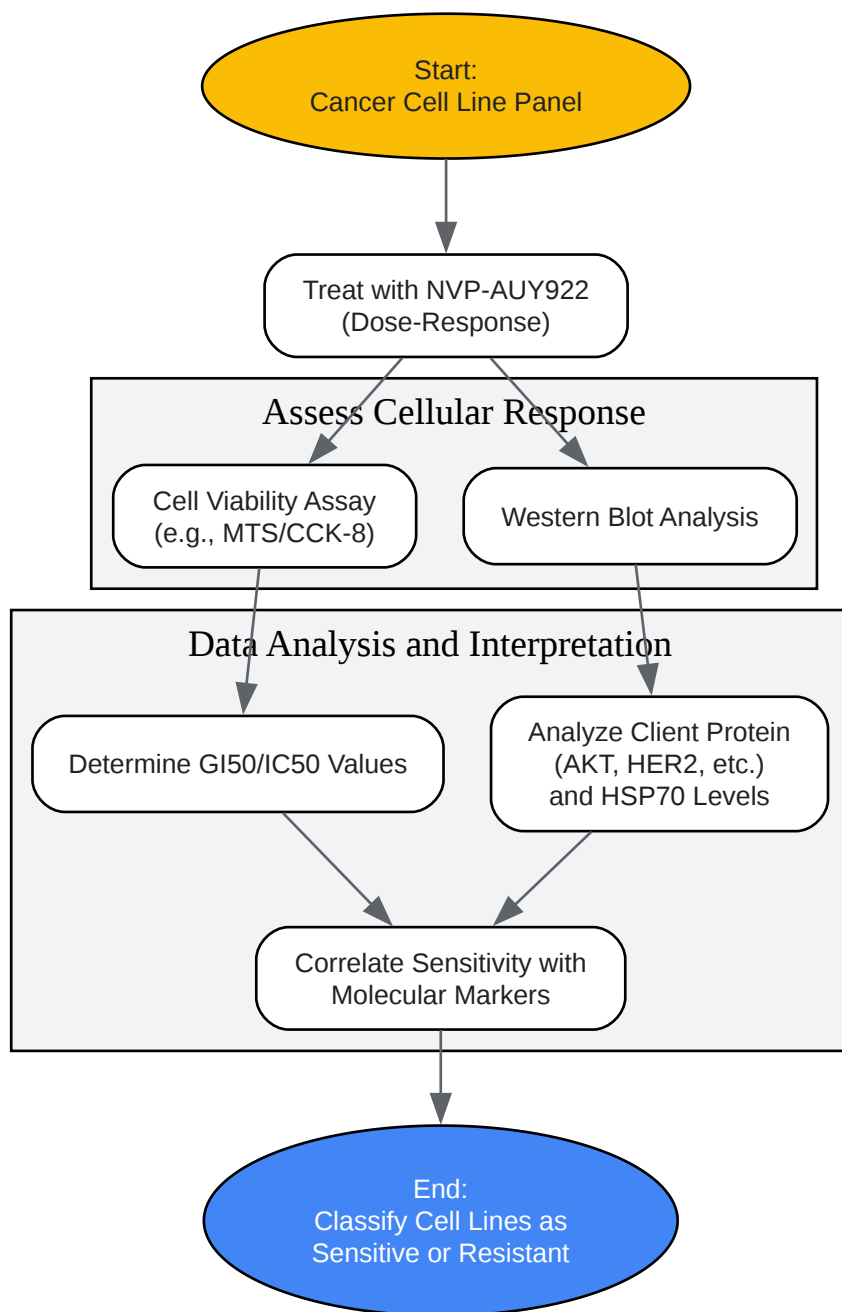 Start:
Cancer Cell Line Panel
Treat with NVP-AUY922
(Dose-Response)
Assess Cellular Response
Cell Viability Assay
(e.g., MTS/CCK-8)
Western Blot Analysis
Data Analysis and Interpretation
Determine GI50/IC50 Values
Analyze Client Protein
(AKT, HER2, etc.)
and HSP70 Levels
Correlate Sensitivity with
Molecular Markers
End:
Classify Cell Lines as
Sensitive or Resistant